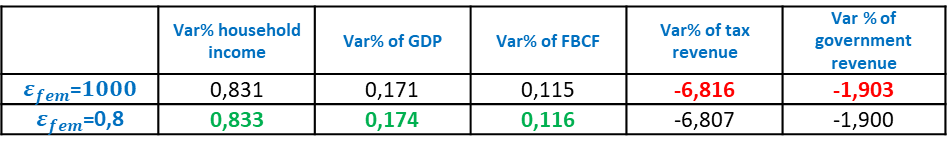 Var% household income Var% of GDP Var% of FBCF Var% of tax revenue Var % of government revenue
ε_fem=1000 0,831 0,171 0,115 -6,816 -1,903
ε_fem=0,8 0,833 0,174 0,116 -6,807 -1,900